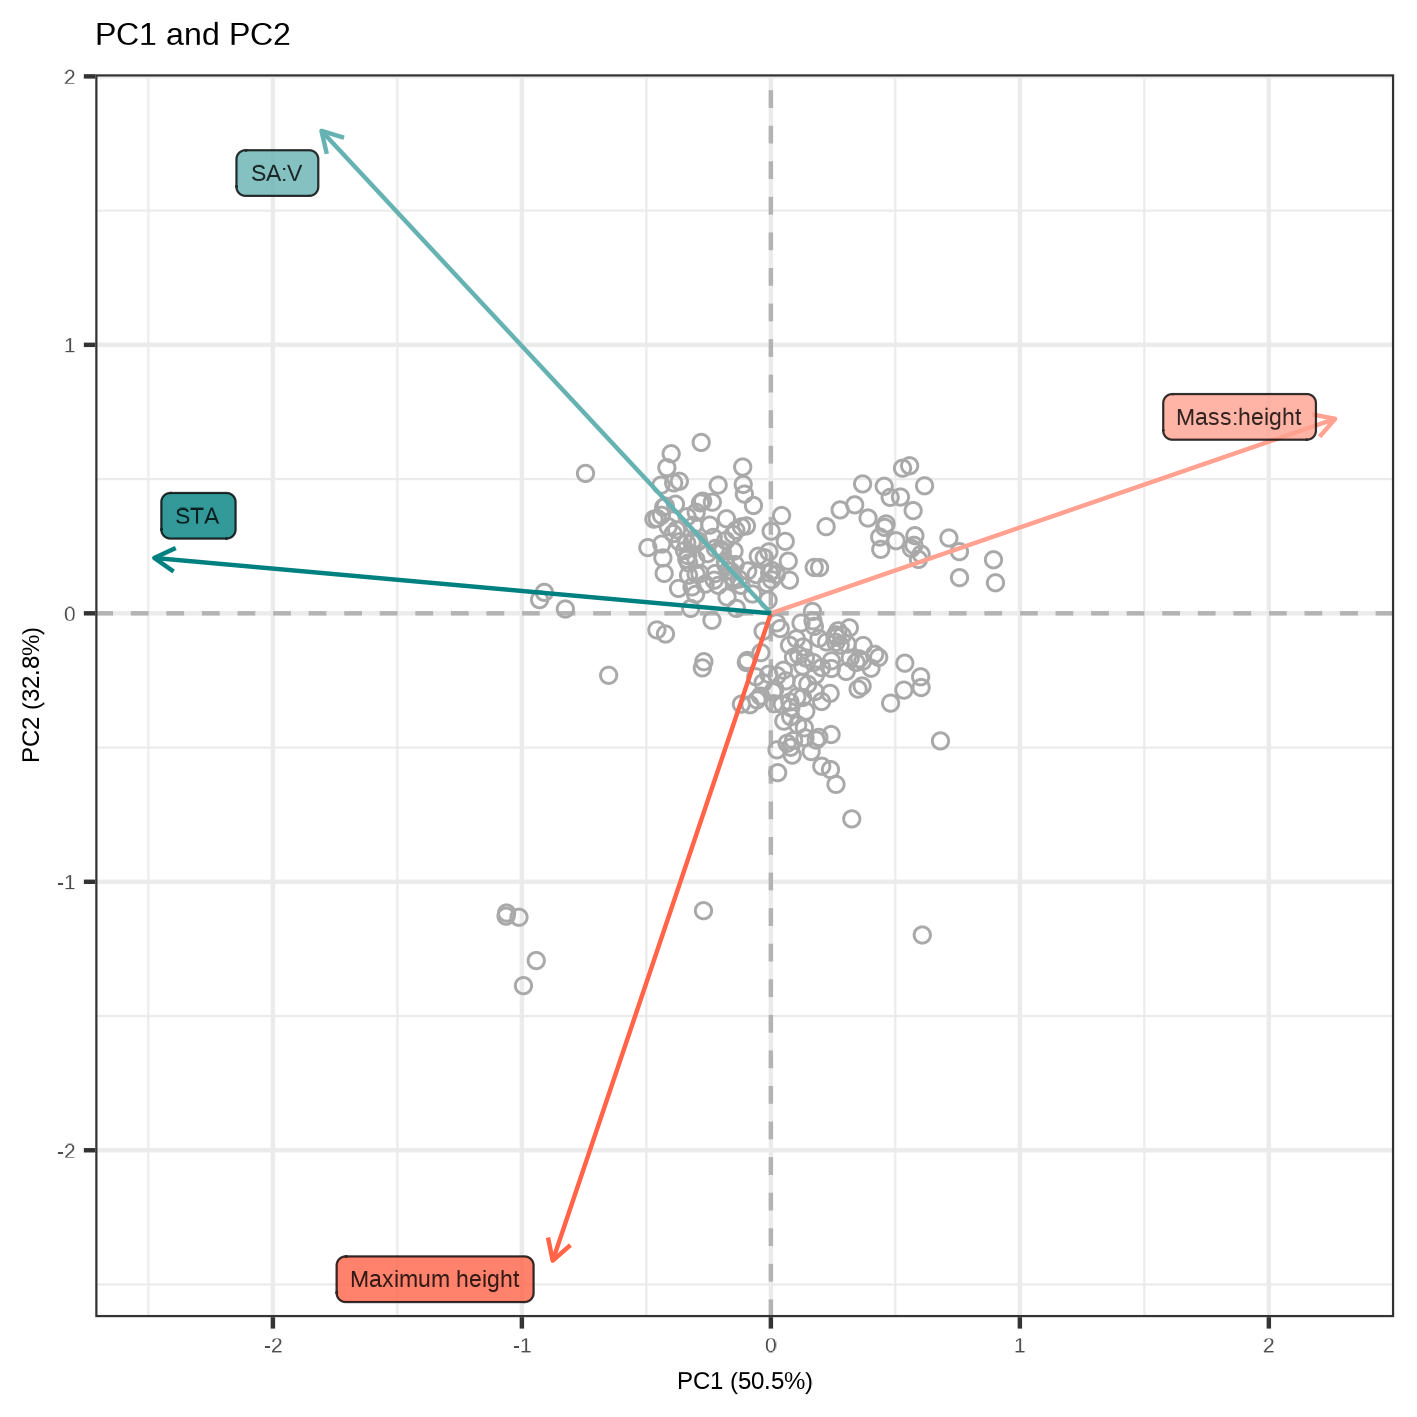 PC1 and PC2
2
SA:V
1
Mass:height
STA
0
PC2 (32.8%)
-1
-2
Maximum height
-2 -1 0 1 2
PC1 (50.5%)